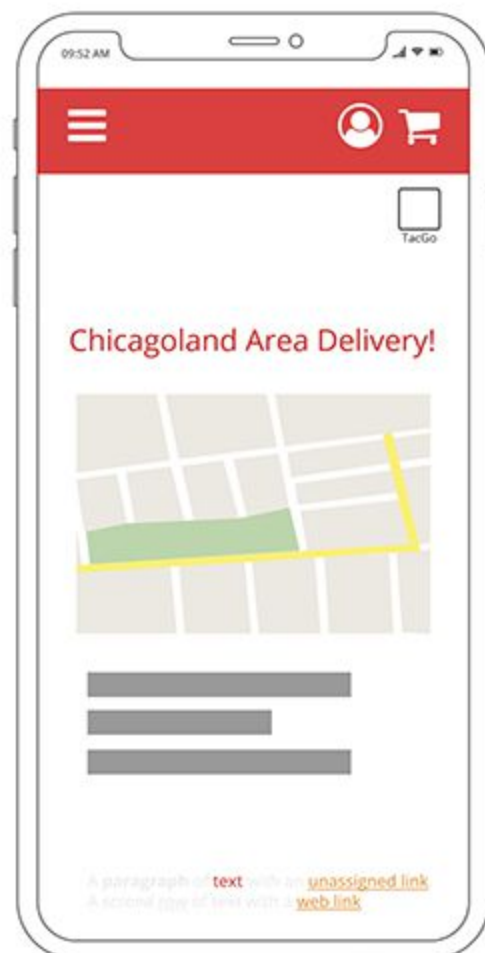 09:52 AM
TacGo
Chicagoland Area Delivery!
A paragraph of text with an unassigned link
A second row of text with a web link